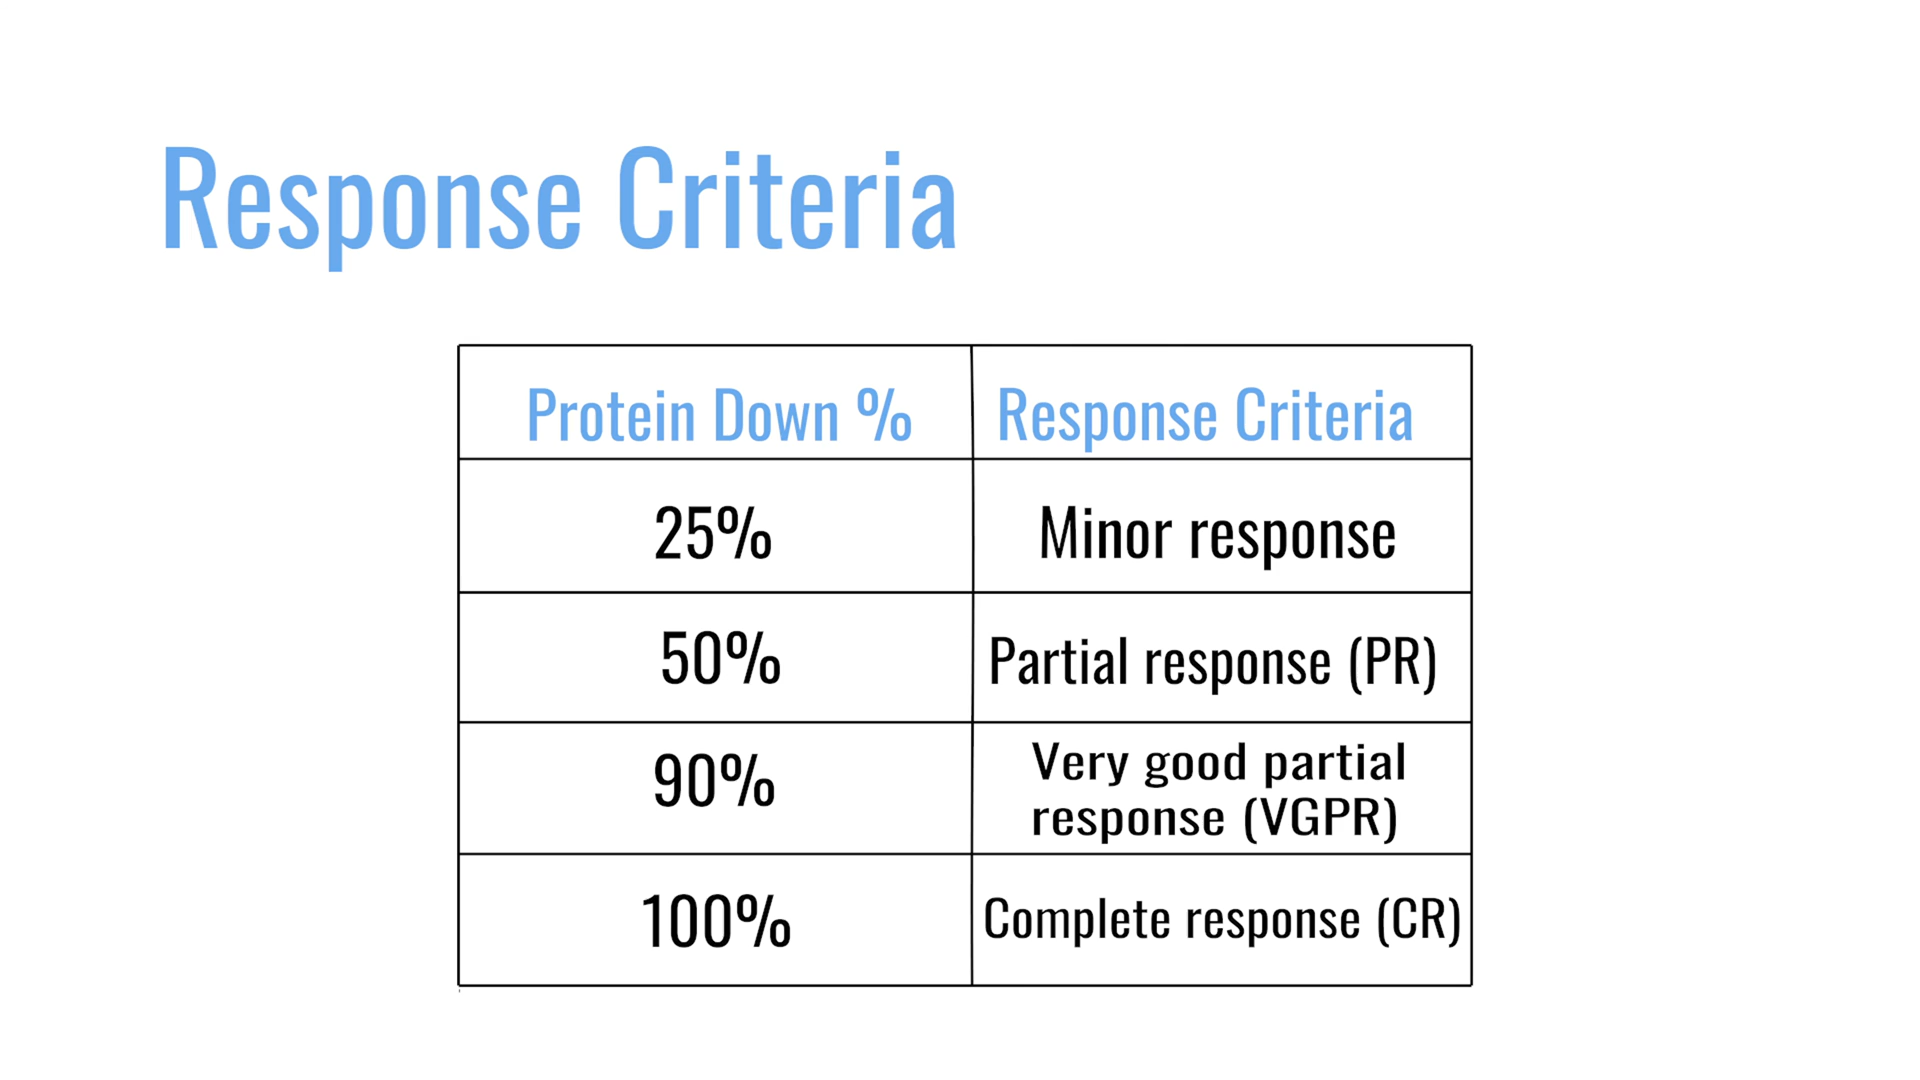 Response Criteria
Protein Down % Response Criteria
25% Minor response
50% Partial response (PR)
90% Very good partial
response (VGPR)
100% Complete response (CR)